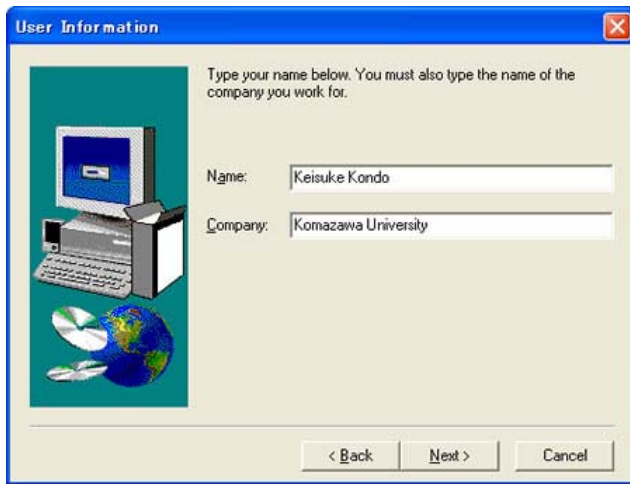 User Information
Type your name below. You must also type the name of the
company you work for.
Name:
Keisuke Kondo
Company:
Komazawa University
< Back
Next >
Cancel